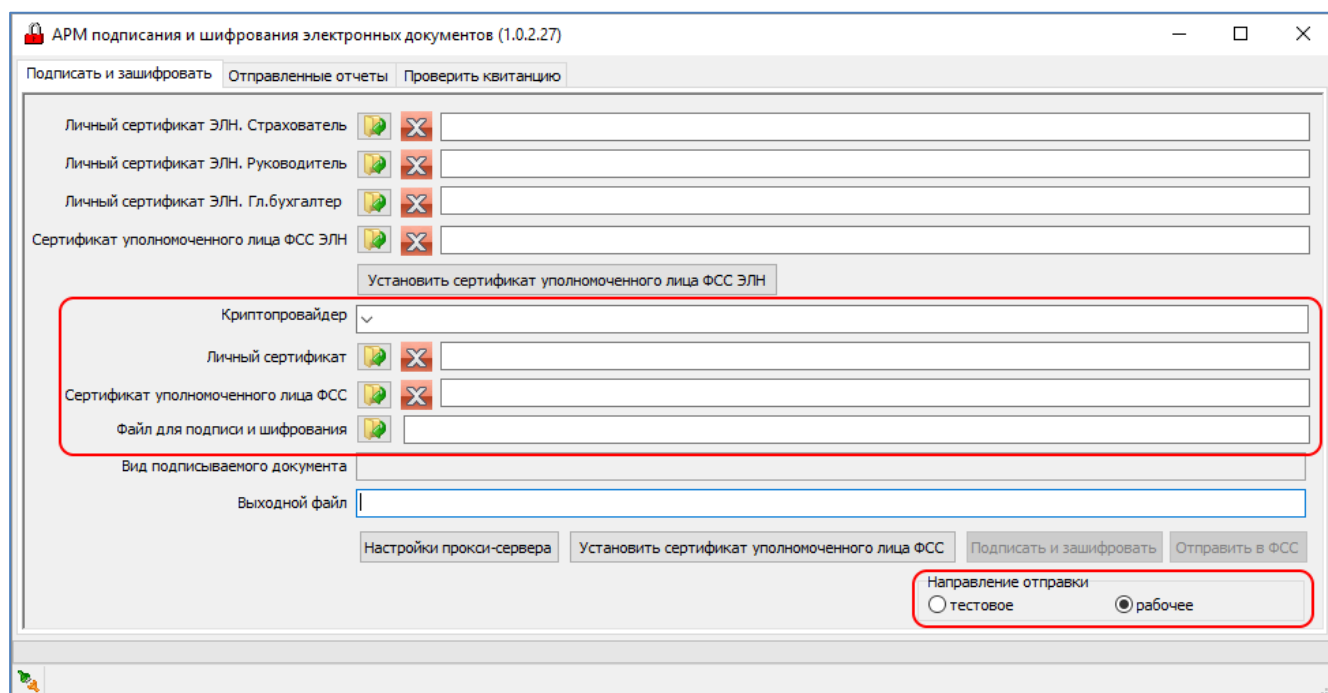 АРМ подписания и шифрования электронных документов (1.0.2.27)
Подписать и зашифровать Отправленные отчеты Проверить квитанцию
Личный сертификат ЭЛН. Страхователь
Личный сертификат ЭЛН. Руководитель
Личный сертификат ЭЛН. Гл.бухгалтер
Сертификат уполномоченного лица ФСС ЭЛН
Установить сертификат уполномоченного лица ФСС ЭЛН
Криптопровайдер
Личный сертификат
Сертификат уполномоченного лица ФСС
Файл для подписи и шифрования
Вид подписываемого документа
Выходной файл
Настройки прокси-сервера Установить сертификат уполномоченного лица ФСС Подписать и зашифровать Отправить в ФСС
Направление отправки
тестовое рабочее